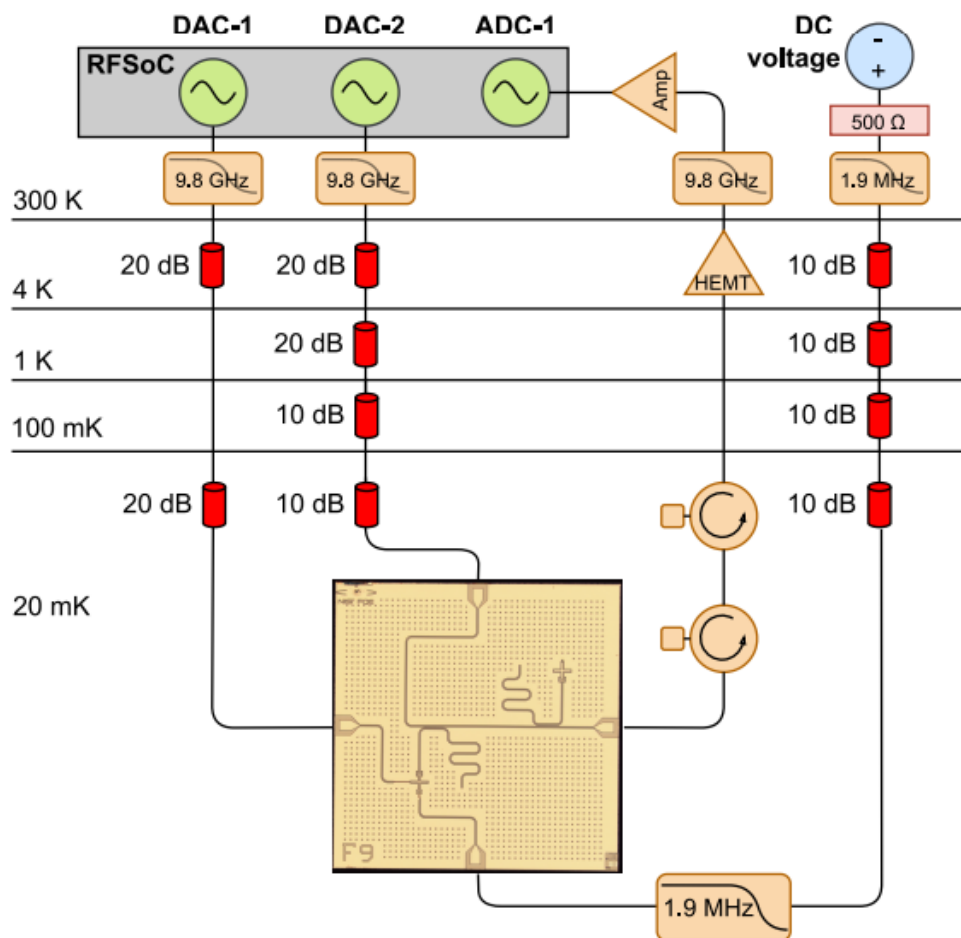 DAC-1 DAC-2 ADC-1 DC
voltage
RFSoC
-
+
Amp
500 Ω
9.8 GHz 9.8 GHz 9.8 GHz 1.9 MHz
300 K
20 dB 20 dB HEMT 10 dB
4 K
20 dB 10 dB
1 K
10 dB 10 dB
100 mK
20 dB 10 dB 10 dB
20 mK
F9
1.9 MHz